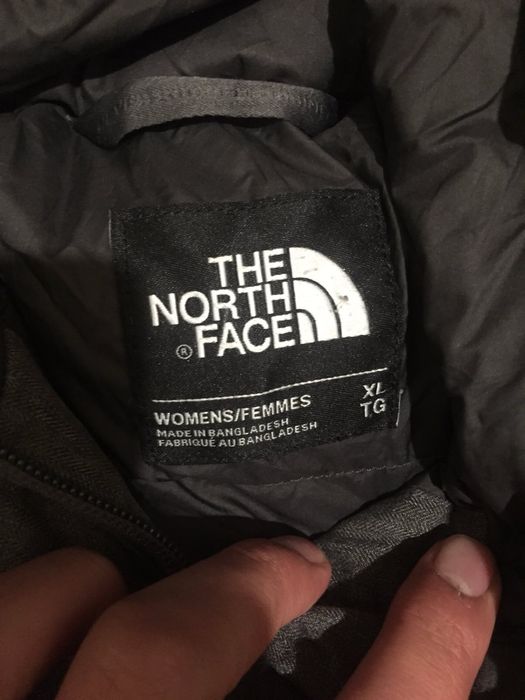 THE
NORTH
® FACE
WOMENS/FEMMES
MADE IN BANGLADESH
FABRIQUÉ AU BANGLADESH
XL
TG